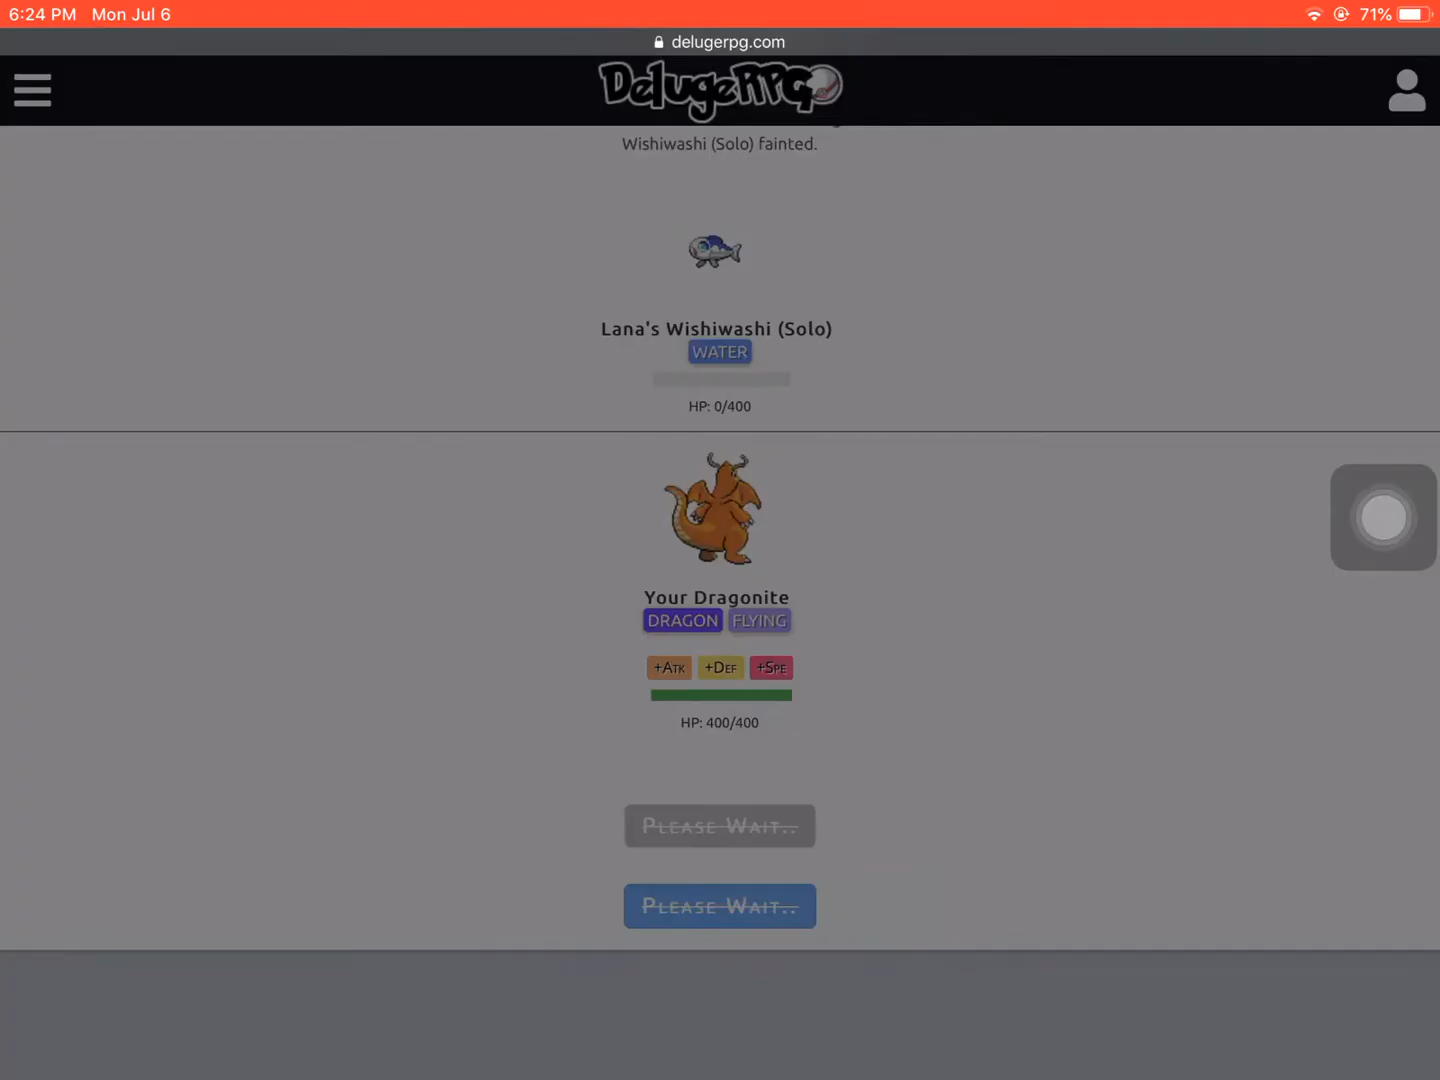 6:24 PM Mon Jul 6 71%
delugerpg.com
DelugeRPG
Wishiwashi (Solo) fainted.
Lana's Wishiwashi (Solo)
WATER
HP: 0/400
Your Dragonite
DRAGON FLYING
+Atk +Def +Spe
HP: 400/400
Please Wait..
Please Wait..